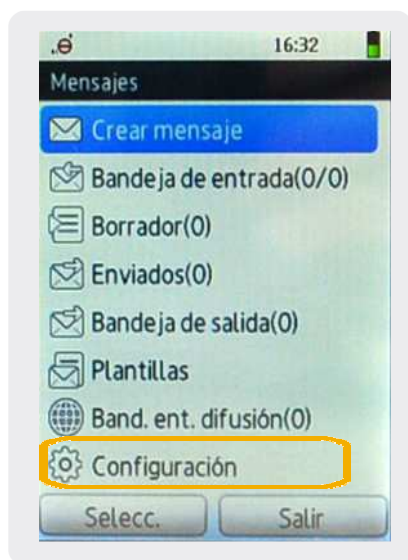 16:32
Mensajes
Crear mensaje
Bandeja de entrada(0/0)
Borrador(0)
Enviados(0)
Bandeja de salida(0)
Plantillas
Band. ent. difusión(0)
Configuración
Selecc. Salir